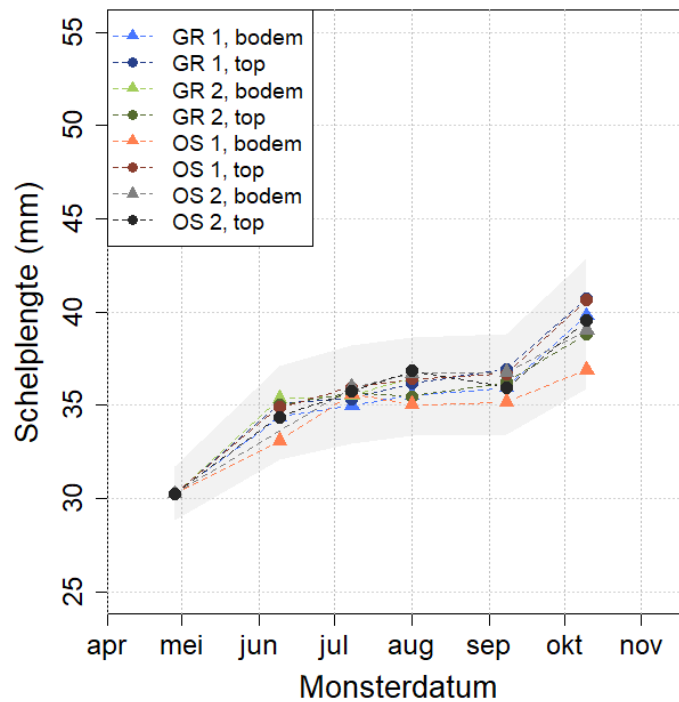 GR 1, bodem
GR 1, top
GR 2, bodem
GR 2, top
OS 1, bodem
OS 1, top
OS 2, bodem
OS 2, top
Schelplengte (mm)
55
50
45
40
35
30
25
apr mei jun jul aug sep okt nov
Monsterdatum